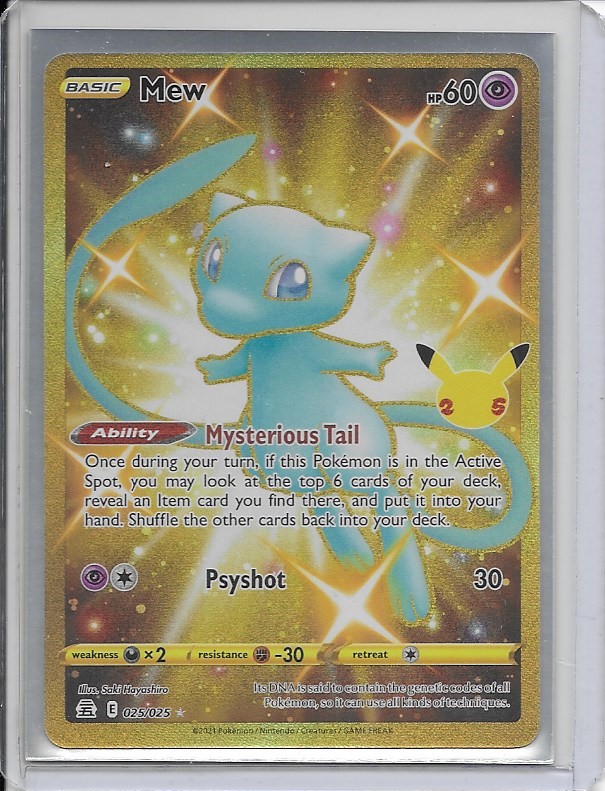 BASIC Mew HP60
25
Ability Mysterious Tail
Once during your turn, if this Pokémon is in the Active
Spot, you may look at the top 6 cards of your deck,
reveal an Item card you find there, and put it into your
hand. Shuffle the other cards back into your deck.
Psyshot 30
weakness ×2 resistance -30 retreat
Illus. Saki Hayashiro
Its DNA is said to contain the genetic codes of all
Pokémon, so it can use all kinds of techniques.
E 025/025
©2021 Pokémon / Nintendo / Creatures / GAME FREAK